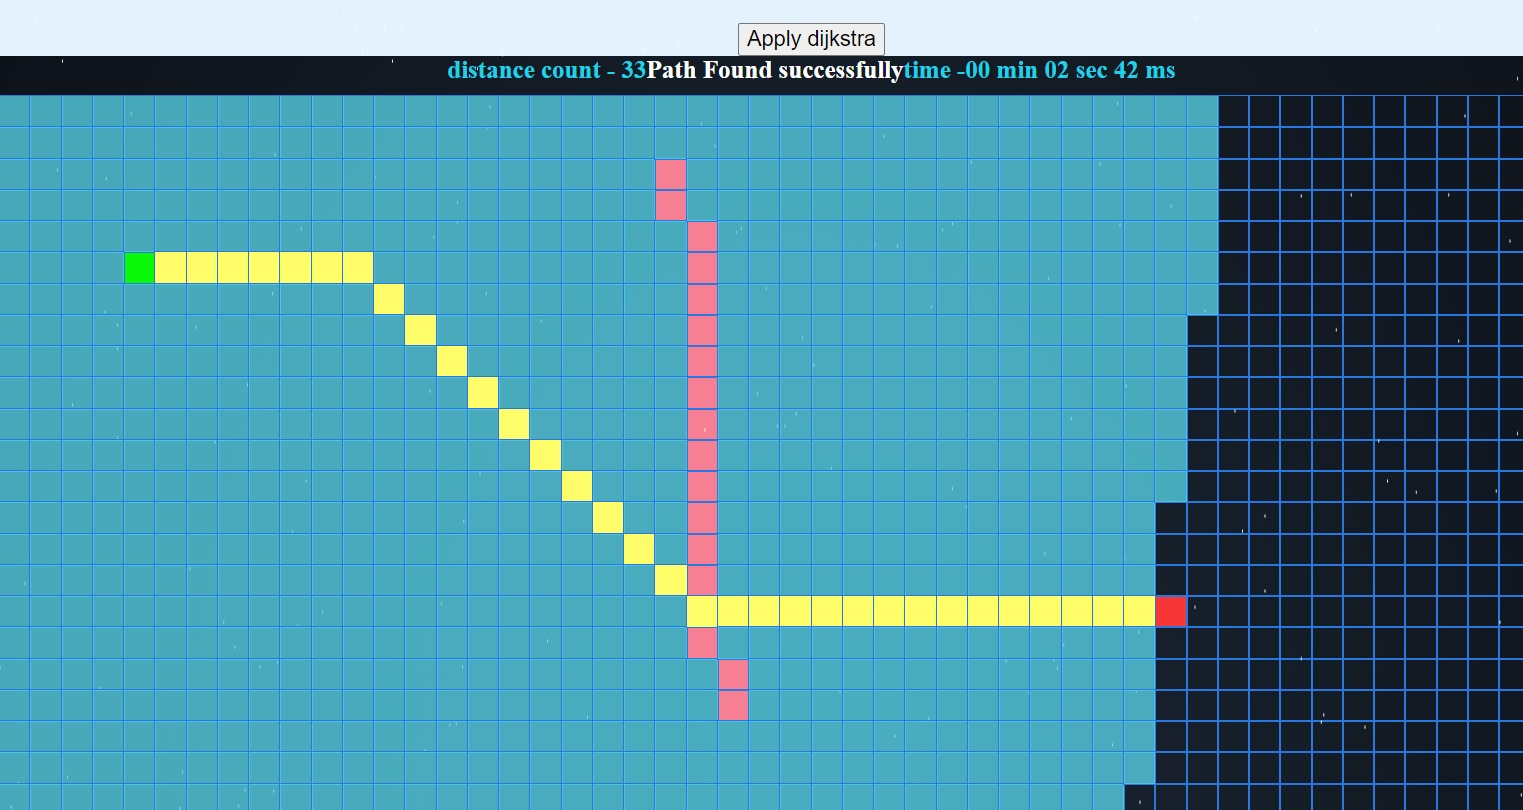 Apply dijkstra
distance count - 33Path Found successfullytime -00 min 02 sec 42 ms